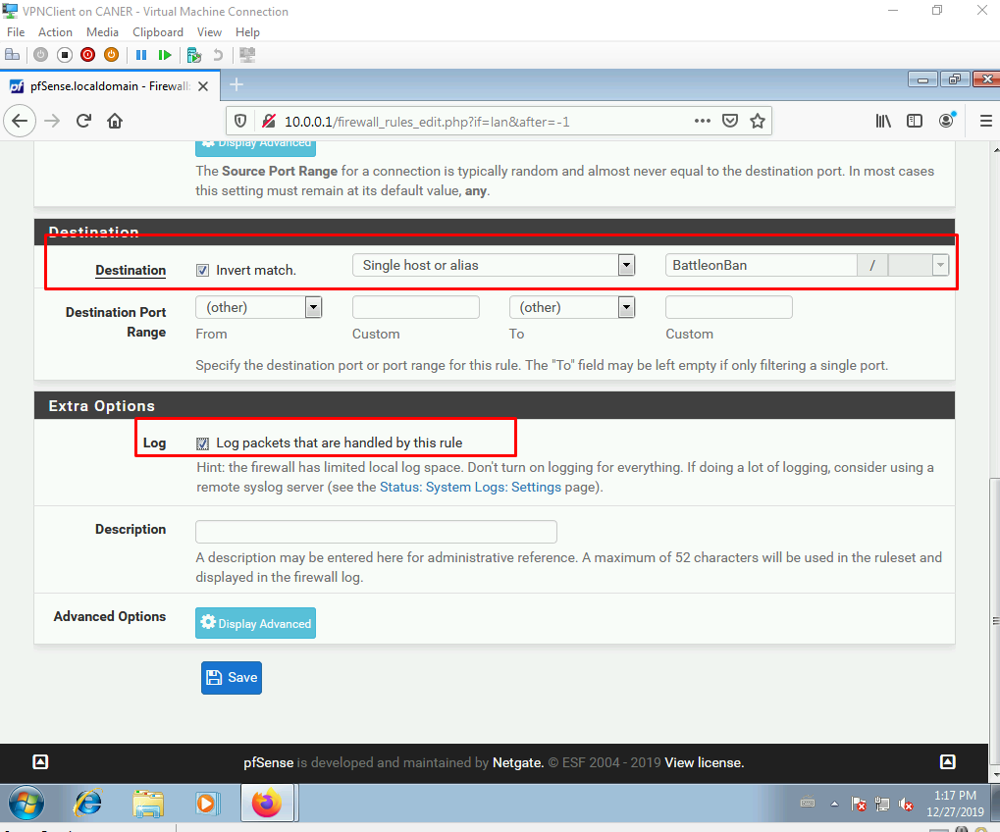 VPNClient on CANER - Virtual Machine Connection
File Action Media Clipboard View Help
pfSense.localdomain - Firewall:
10.0.0.1/firewall_rules_edit.php?if=lan&after=-1
Display Advanced
The Source Port Range for a connection is typically random and almost never equal to the destination port. In most cases
this setting must remain at its default value, any.
Destination
Destination Invert match. Single host or alias BattleonBan /
Destination Port
Range
(other) (other)
From Custom To Custom
Specify the destination port or port range for this rule. The "To" field may be left empty if only filtering a single port.
Extra Options
Log Log packets that are handled by this rule
Hint: the firewall has limited local log space. Don't turn on logging for everything. If doing a lot of logging, consider using a
remote syslog server (see the Status: System Logs: Settings page).
Description
A description may be entered here for administrative reference. A maximum of 52 characters will be used in the ruleset and
displayed in the firewall log.
Advanced Options Display Advanced
Save
pfSense is developed and maintained by Netgate. © ESF 2004 - 2019 View license.
1:17 PM
12/27/2019